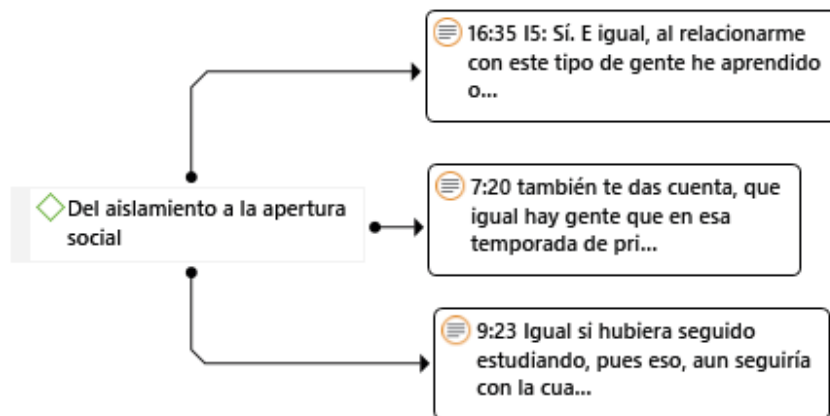 16:35 I5: Sí. E igual, al relacionarme
con este tipo de gente he aprendido
o...
Del aislamiento a la apertura
social
7:20 también te das cuenta, que
igual hay gente que en esa
temporada de pri...
9:23 Igual si hubiera seguido
estudiando, pues eso, aun seguiría
con la cua...